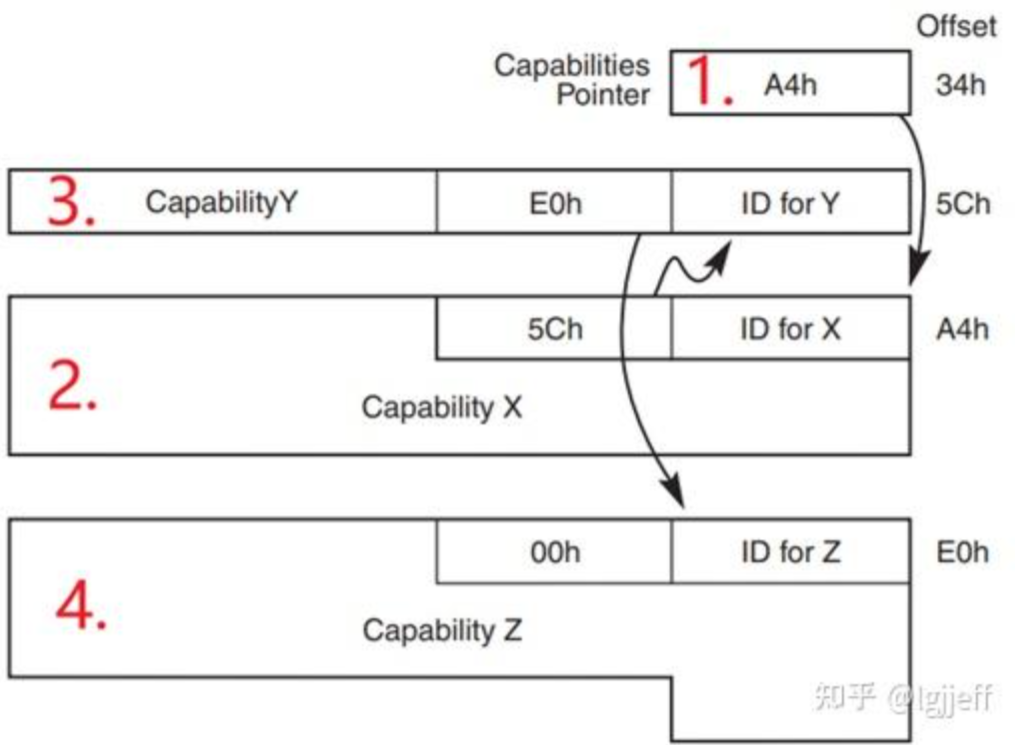 Offset
Capabilities
Pointer
1. A4h 34h
3. CapabilityY E0h ID for Y 5Ch
5Ch ID for X A4h
2. Capability X
00h ID for Z E0h
4. Capability Z
知乎 @lgjjeff